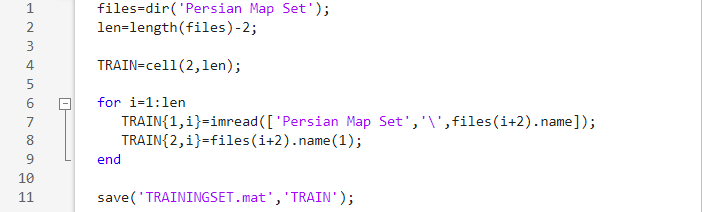 1 files=dir('Persian Map Set');
2 len=length(files)-2;
3
4 TRAIN=cell(2,len);
5
6 for i=1:len
7 TRAIN{1,i}=imread(['Persian Map Set','\',files(i+2).name]);
8 TRAIN{2,i}=files(i+2).name(1);
9 end
10
11 save('TRAININGSET.mat','TRAIN');